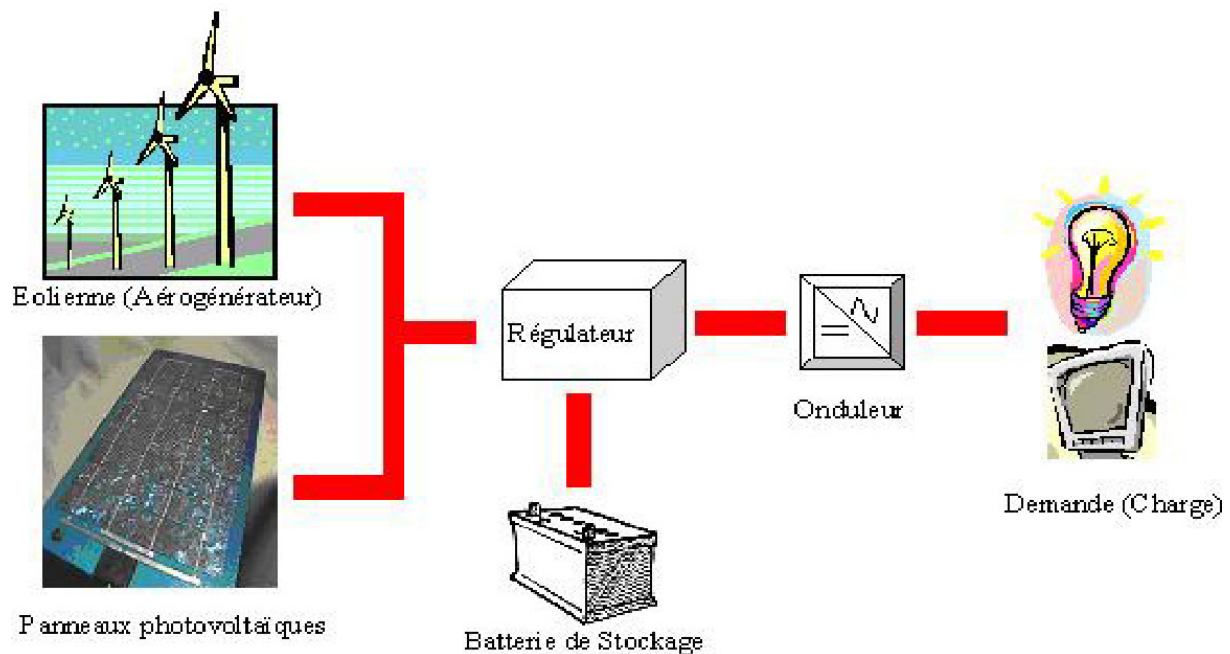 Eolienne (Aérogénérateur)
Régulateur
Onduleur
Demande (Charge)
Panneaux photovoltaïques
Batterie de Stockage